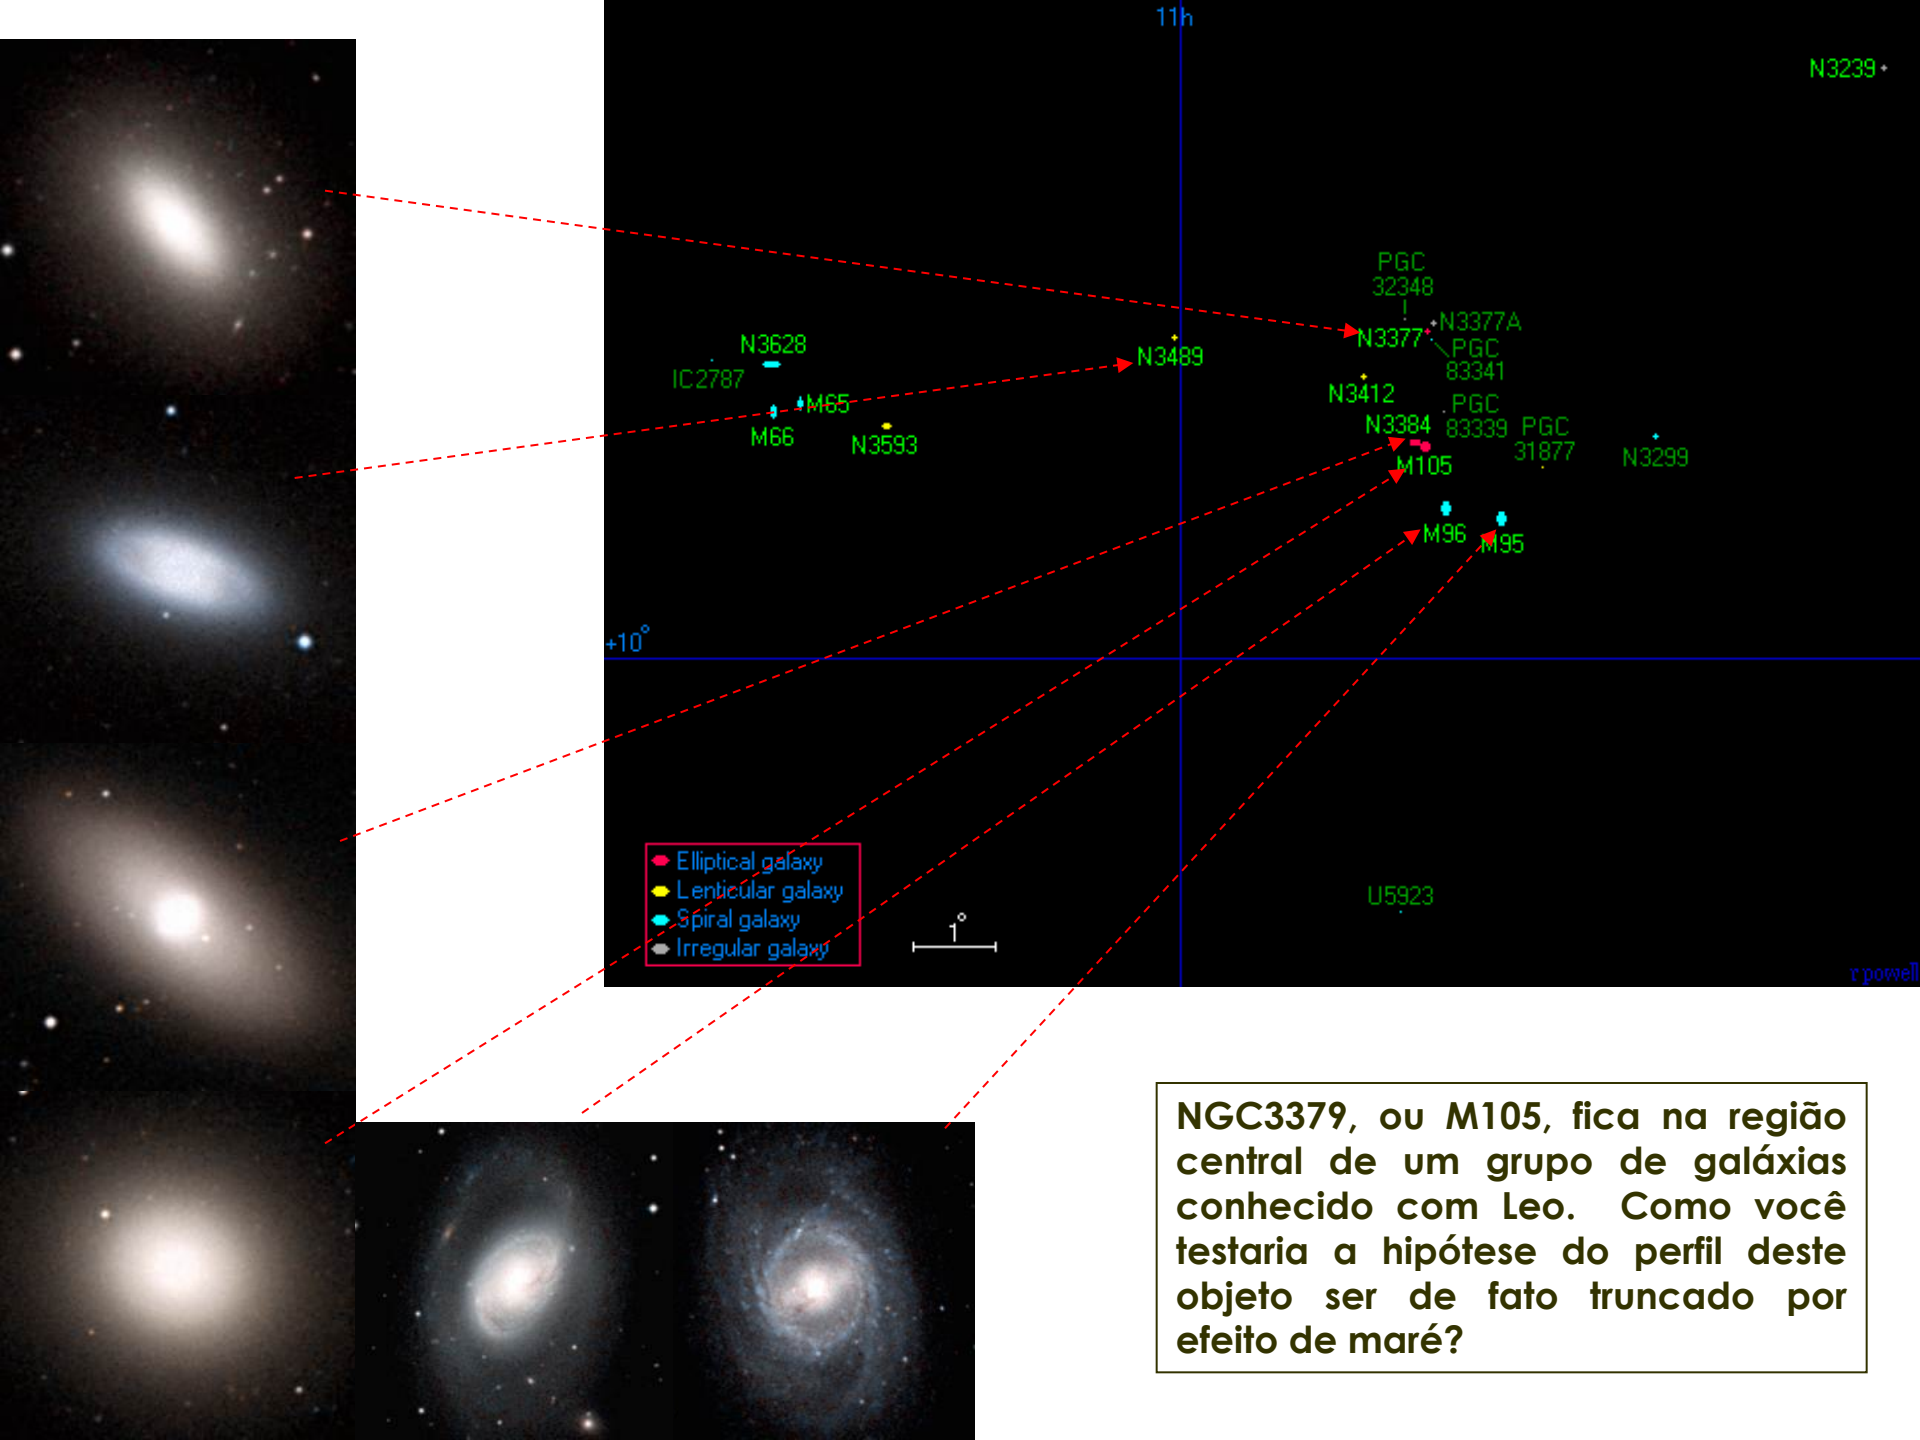 11h
N3239
PGC
32348
N3377A
N3377
PGC
83341
N3628
N3489
IC2787
N3412
M65
PGC
83339
M66
N3593
N3384
PGC
31877
N3299
M105
M96
M95
+10°
U5923
Elliptical galaxy
Lenticular galaxy
Spiral galaxy
Irregular galaxy
1°
r powell
NGC3379, ou M105, fica na região
central de um grupo de galáxias
conhecido com Leo. Como você
testaria a hipótese do perfil deste
objeto ser de fato truncado por
efeito de maré?